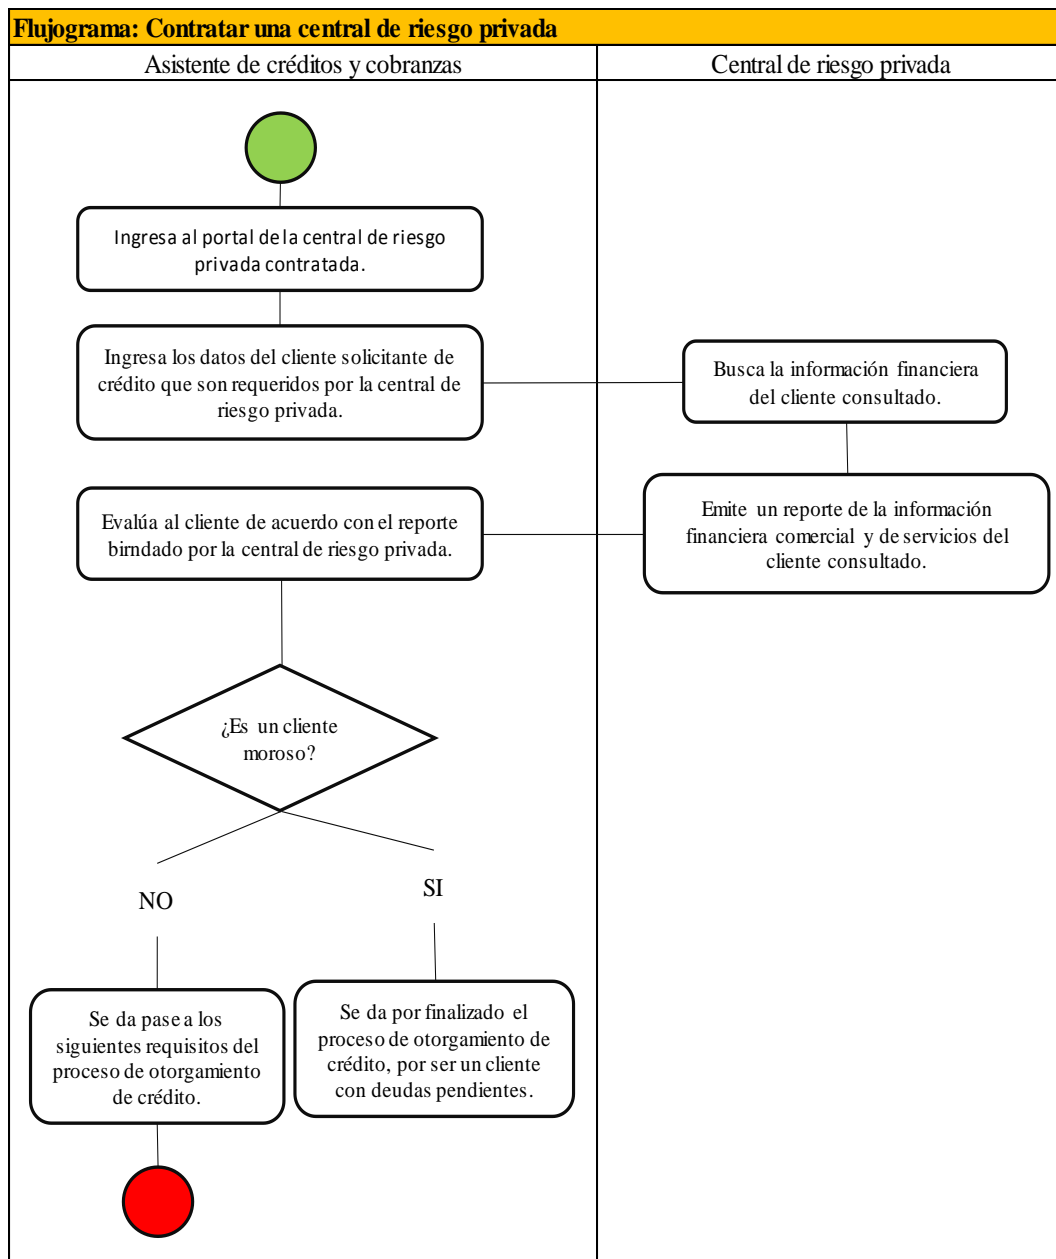 Flujograma: Contratar una central de riesgo privada
Asistente de créditos y cobranzas
Central de riesgo privada
Ingresa al portal de la central de riesgo
privada contratada.
Ingresa los datos del cliente solicitante de
crédito que son requeridos por la central de
riesgo privada.
Busca la información financiera
del cliente consultado.
Emite un reporte de la información
financiera comercial y de servicios del
cliente consultado.
Evalúa al cliente de acuerdo con el reporte
birndado por la central de riesgo privada.
¿Es un cliente
moroso?
NO
SI
Se da pase a los
siguientes requisitos del
proceso de otorgamiento
de crédito.
Se da por finalizado el
proceso de otorgamiento de
crédito, por ser un cliente
con deudas pendientes.